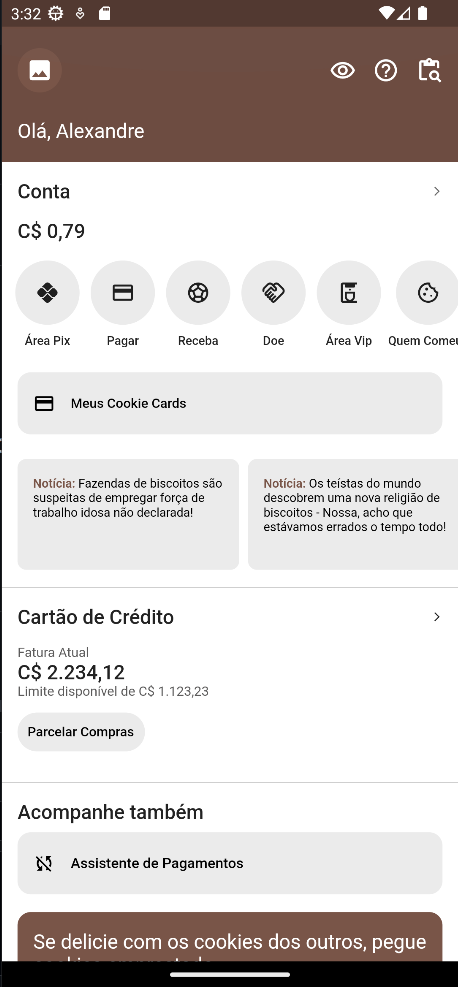 3:32
Olá, Alexandre
Conta
C$ 0,79
Área Pix
Pagar
Receba
Doe
Área Vip
Quem Comeu
Meus Cookie Cards
Notícia: Fazendas de biscoitos são
suspeitas de empregar força de
trabalho idosa não declarada!
Notícia: Os teístas do mundo
descobrem uma nova religião de
biscoitos - Nossa, acho que
estávamos errados o tempo todo!
Cartão de Crédito
Fatura Atual
C$ 2.234,12
Limite disponível de C$ 1.123,23
Parcelar Compras
Acompanhe também
Assistente de Pagamentos
Se delicie com os cookies dos outros, pegue